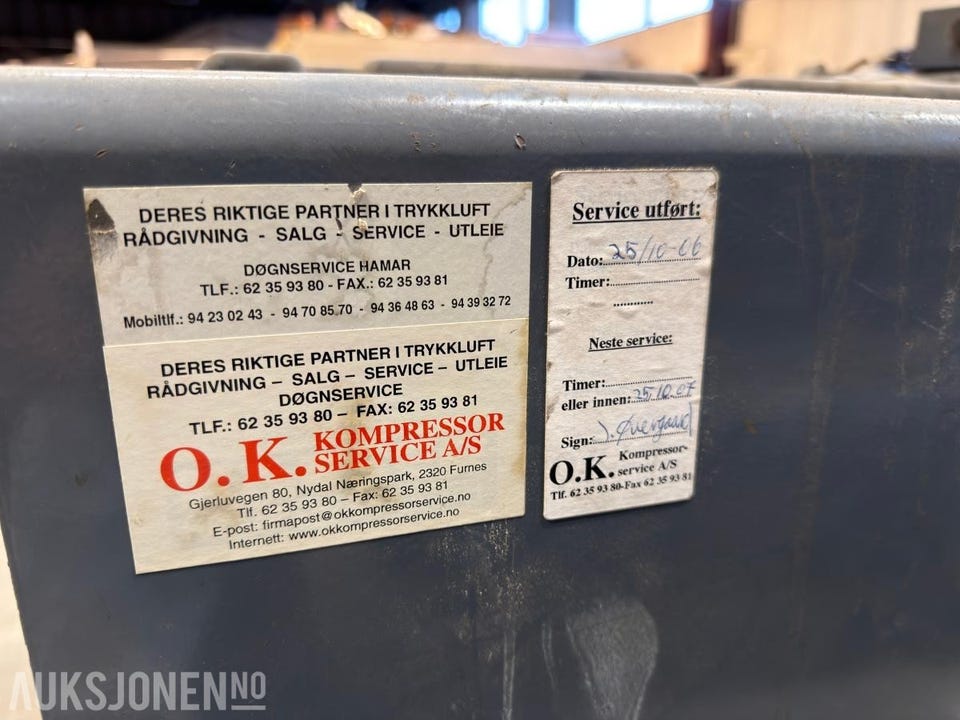 DERES RIKTIGE PARTNER I TRYKKLUFT
RÅDGIVNING - SALG - SERVICE - UTLEIE
DØGNSERVICE HAMAR
TLF.: 62 35 93 80 - FAX.: 62 35 93 81
Mobiltlf.: 94 23 02 43 - 94 70 85 70 - 94 36 48 63 - 94 39 32 72
DERES RIKTIGE PARTNER I TRYKKLUFT
RÅDGIVNING – SALG – SERVICE – UTLEIE
DØGNSERVICE
TLF.: 62 35 93 80 – FAX: 62 35 93 81
O.K. KOMPRESSOR
SERVICE A/S
Gjerluvegen 80, Nydal Næringspark, 2320 Furnes
Tlf. 62 35 93 80 – Fax: 62 35 93 81
E-post: firmapost@okkompressorservice.no
Internett: www.okkompressorservice.no
Service utført:
Dato: 25/10-06
Timer:
Neste service:
Timer:
eller innen: 25.10.07
Sign: J. Øvergaard
O.K. Kompressor-
service A/S
Tlf. 62 35 93 80-Fax 62 35 93 81
AUKSJONEN NO